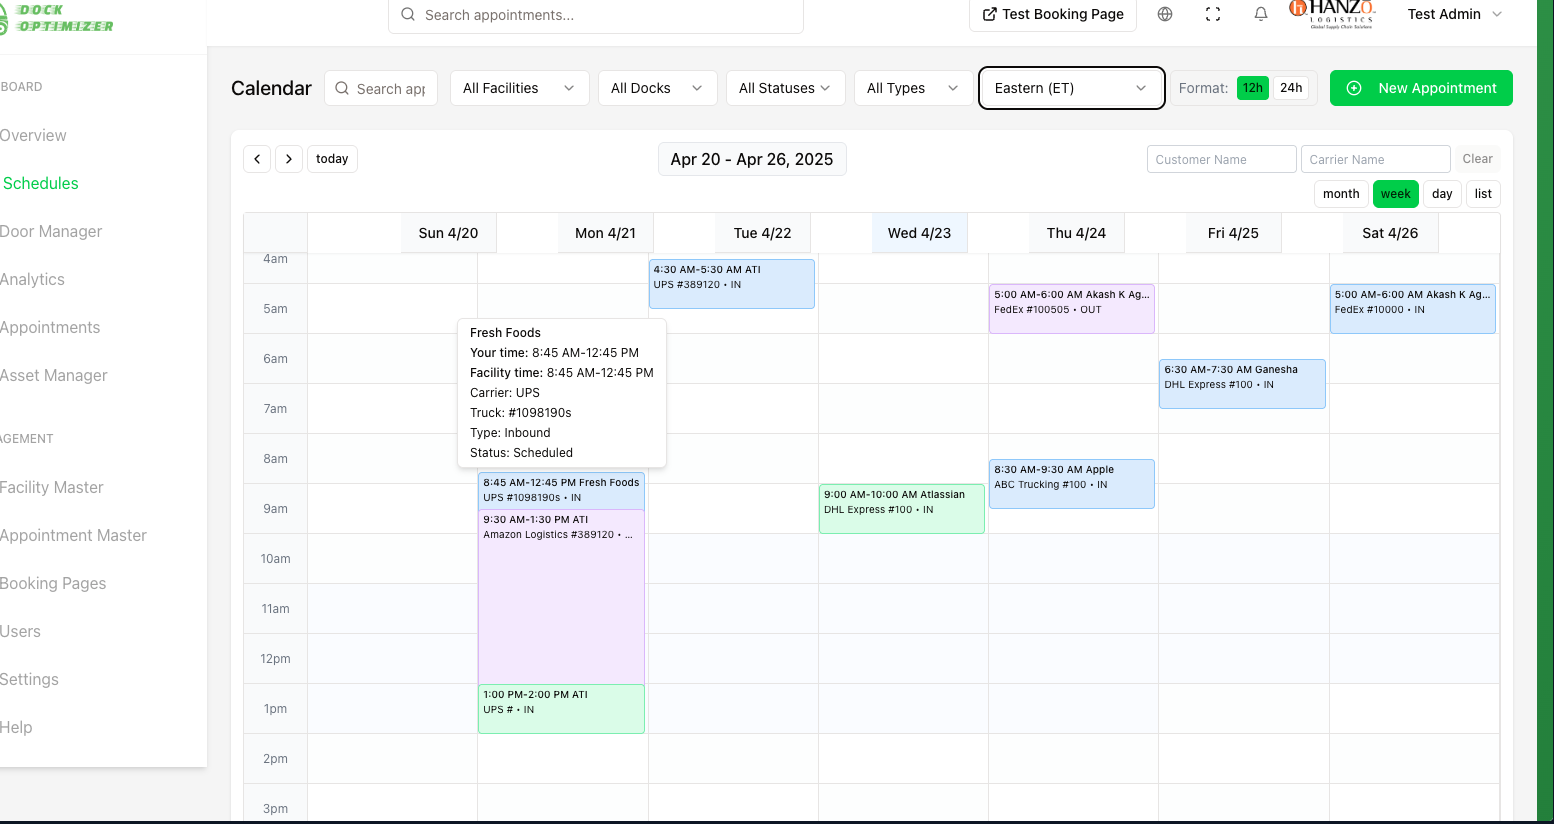 DOCK
OPTIMIZER
Search appointments...
Test Booking Page
HANZO
LOGISTICS
Global Supply Chain Solutions
Test Admin
BOARD
Overview
Schedules
Door Manager
Analytics
Appointments
Asset Manager
AGEMENT
Facility Master
Appointment Master
Booking Pages
Users
Settings
Help
Calendar
Search app
All Facilities
All Docks
All Statuses
All Types
Eastern (ET)
Format:
12h
24h
New Appointment
today
Apr 20 - Apr 26, 2025
Customer Name
Carrier Name
Clear
month
week
day
list
Sun 4/20
Mon 4/21
Tue 4/22
Wed 4/23
Thu 4/24
Fri 4/25
Sat 4/26
4am
5am
6am
7am
8am
9am
10am
11am
12pm
1pm
2pm
3pm
Fresh Foods
Your time: 8:45 AM-12:45 PM
Facility time: 8:45 AM-12:45 PM
Carrier: UPS
Truck: #1098190s
Type: Inbound
Status: Scheduled
8:45 AM-12:45 PM Fresh Foods
UPS #1098190s • IN
9:30 AM-1:30 PM ATI
Amazon Logistics #389120 • ...
1:00 PM-2:00 PM ATI
UPS # • IN
4:30 AM-5:30 AM ATI
UPS #389120 • IN
9:00 AM-10:00 AM Atlassian
DHL Express #100 • IN
5:00 AM-6:00 AM Akash K Ag...
FedEx #100505 • OUT
8:30 AM-9:30 AM Apple
ABC Trucking #100 • IN
6:30 AM-7:30 AM Ganesha
DHL Express #100 • IN
5:00 AM-6:00 AM Akash K Ag...
FedEx #10000 • IN